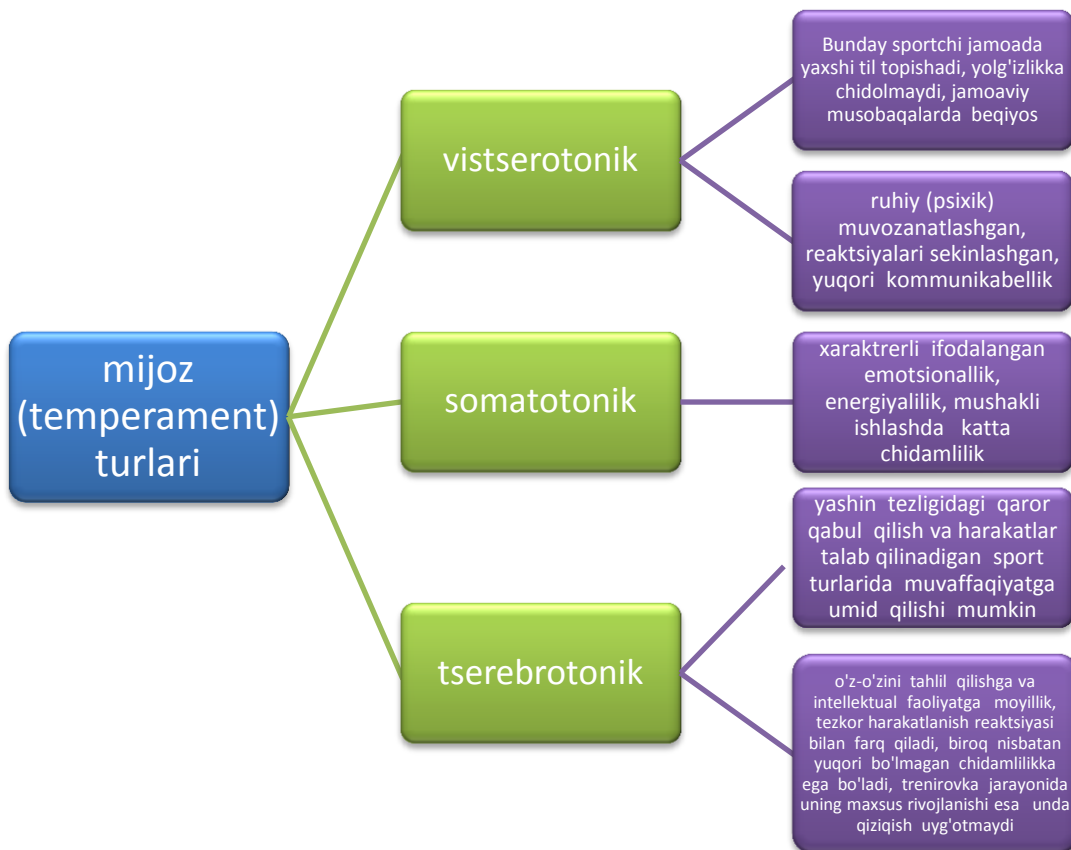 mijoz
(temperament)
turlari
vistserotonik
Bunday sportchi jamoada
yaxshi til topishadi, yolg'izlikka
chidolmaydi, jamoaviy
musobaqalarda beqiyos
ruhiy (psixik)
muvozanatlashgan,
reaktsiyalari sekinlashgan,
yuqori kommunikabellik
somatotonik
xaraktrerli ifodalangan
emotsionallik,
energiyalilik, mushakli
ishlashda katta
chidamlilik
tserebrotonik
yashin tezligidagi qaror
qabul qilish va harakatlar
talab qilinadigan sport
turlarida muvaffaqiyatga
umid qilishi mumkin
o'z-o'zini tahlil qilishga va
intellektual faoliyatga moyillik,
tezkor harakatlanish reaktsiyasi
bilan farq qiladi, biroq nisbatan
yuqori bo'lmagan chidamlilikka
ega bo'ladi, trenirovka jarayonida
uning maxsus rivojlanishi esa unda
qiziqish uyg'otmaydi